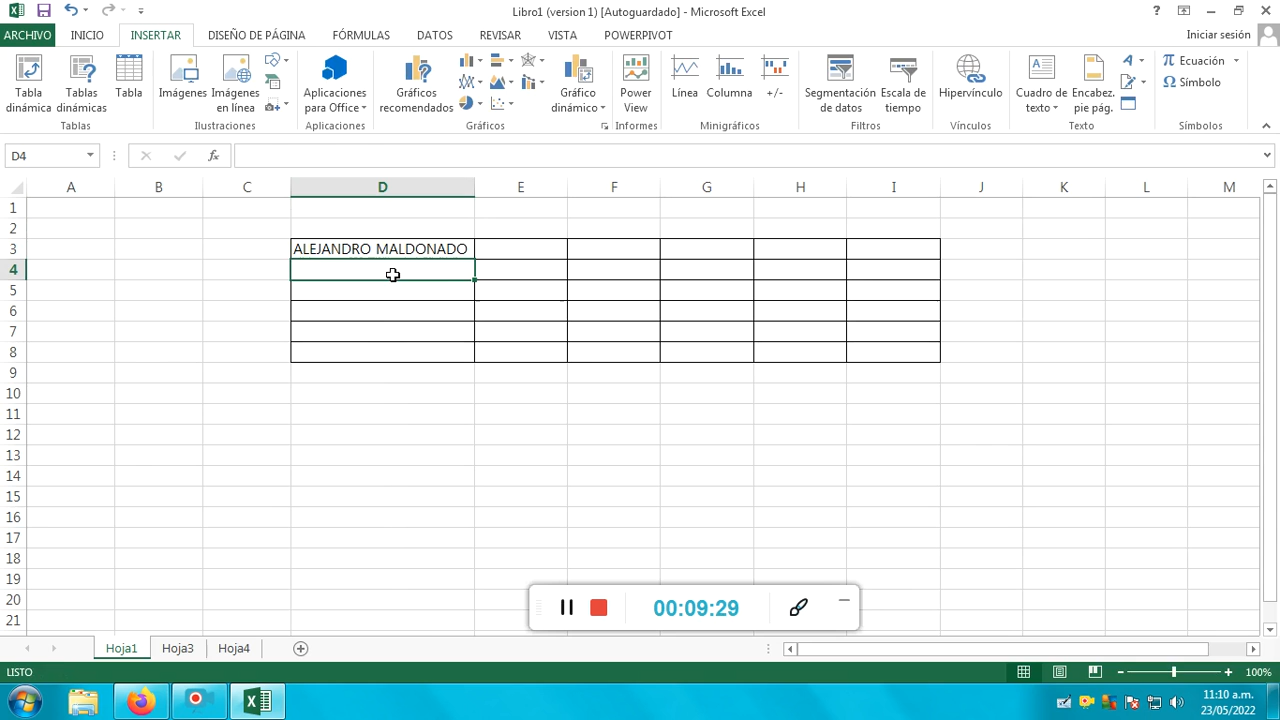 Libro1 (version 1) [Autoguardado] - Microsoft Excel
ARCHIVO INICIO INSERTAR DISEÑO DE PÁGINA FÓRMULAS DATOS REVISAR VISTA POWERPIVOT Iniciar sesión
Tabla dinámica
Tablas dinámicas
Tabla
Imágenes
Imágenes en línea
Aplicaciones para Office
Gráficos recomendados
Gráfico dinámico
Power View
Línea
Columna
+/-
Segmentación de datos
Escala de tiempo
Hipervínculo
Cuadro de texto
Encabez. pie pág.
Ecuación
Símbolo
Tablas Ilustraciones Aplicaciones Gráficos Informes Minigráficos Filtros Vínculos Texto Símbolos
D4 fx
A B C D E F G H I J K L M
1
2
3 ALEJANDRO MALDONADO
4
5
6
7
8
9
10
11
12
13
14
15
16
17
18
19
20
21
00:09:29
Hoja1 Hoja3 Hoja4
LISTO 100%
11:10 a.m.
23/05/2022